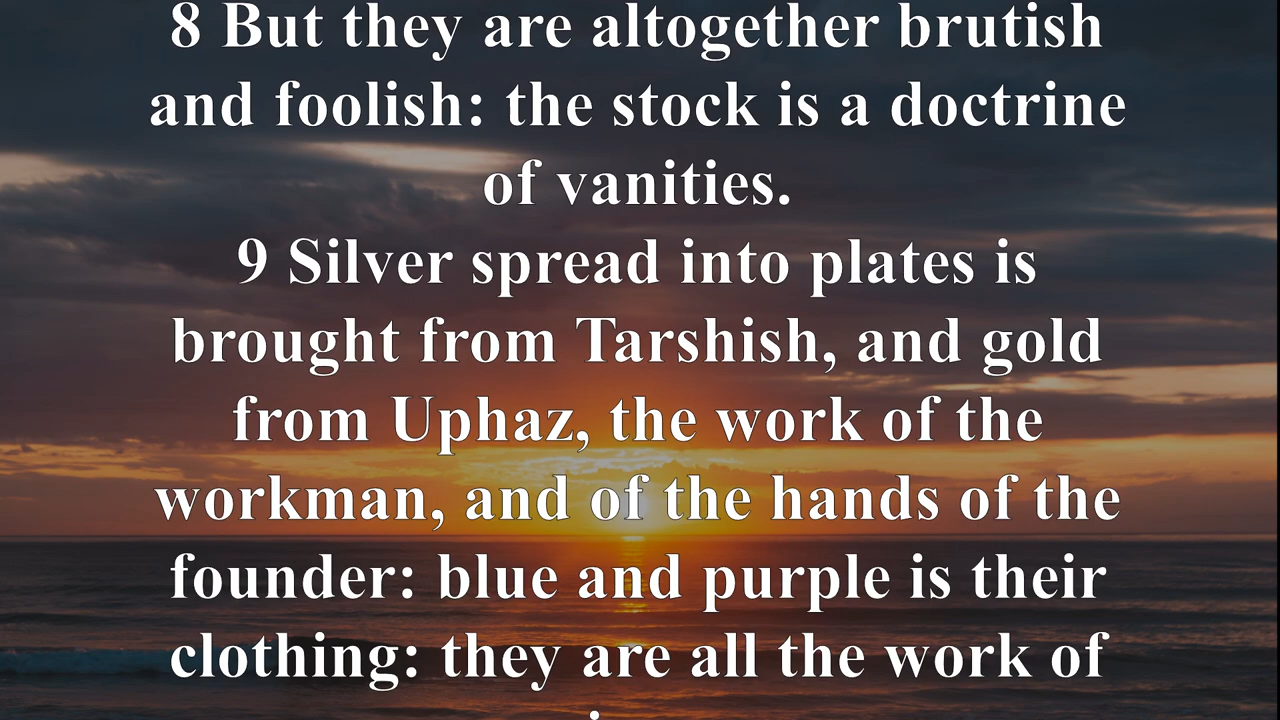 8 But they are altogether brutish
and foolish: the stock is a doctrine
of vanities.
9 Silver spread into plates is
brought from Tarshish, and gold
from Uphaz, the work of the
workman, and of the hands of the
founder: blue and purple is their
clothing: they are all the work of